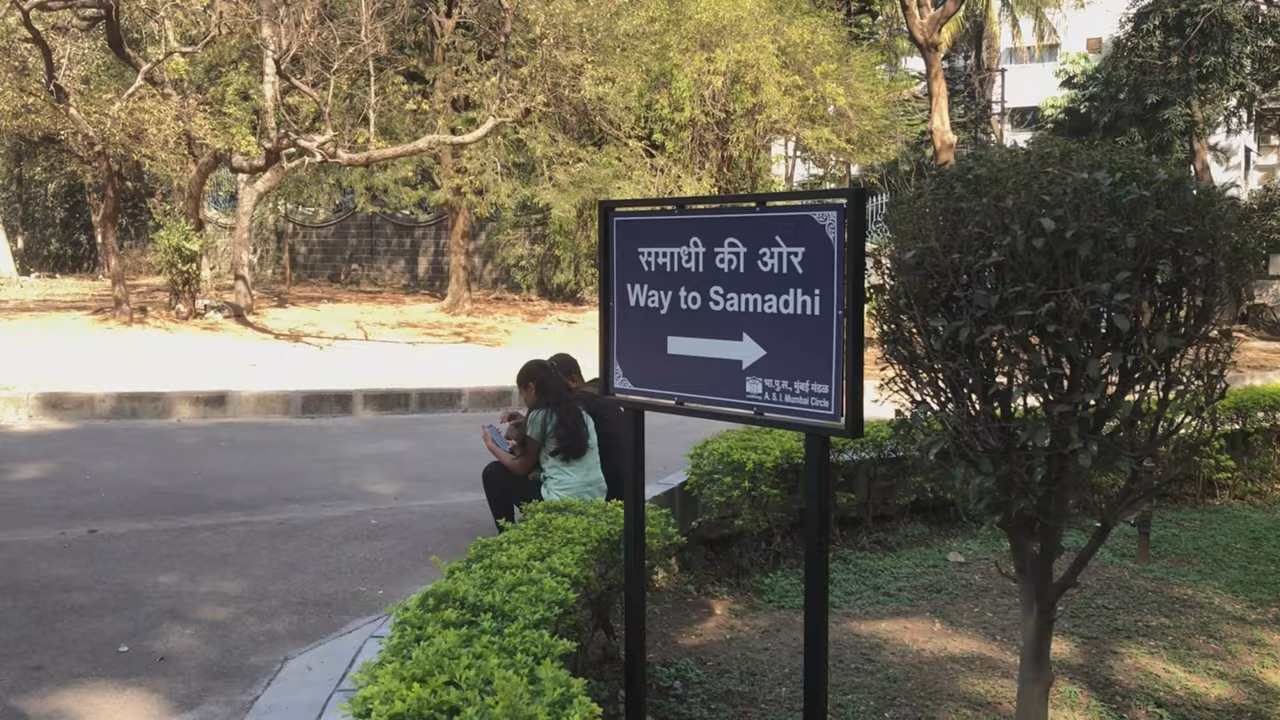 समाधी की ओर
Way to Samadhi
भा.पु.स., मुंबई मंडळ
A. S. I. Mumbai Circle